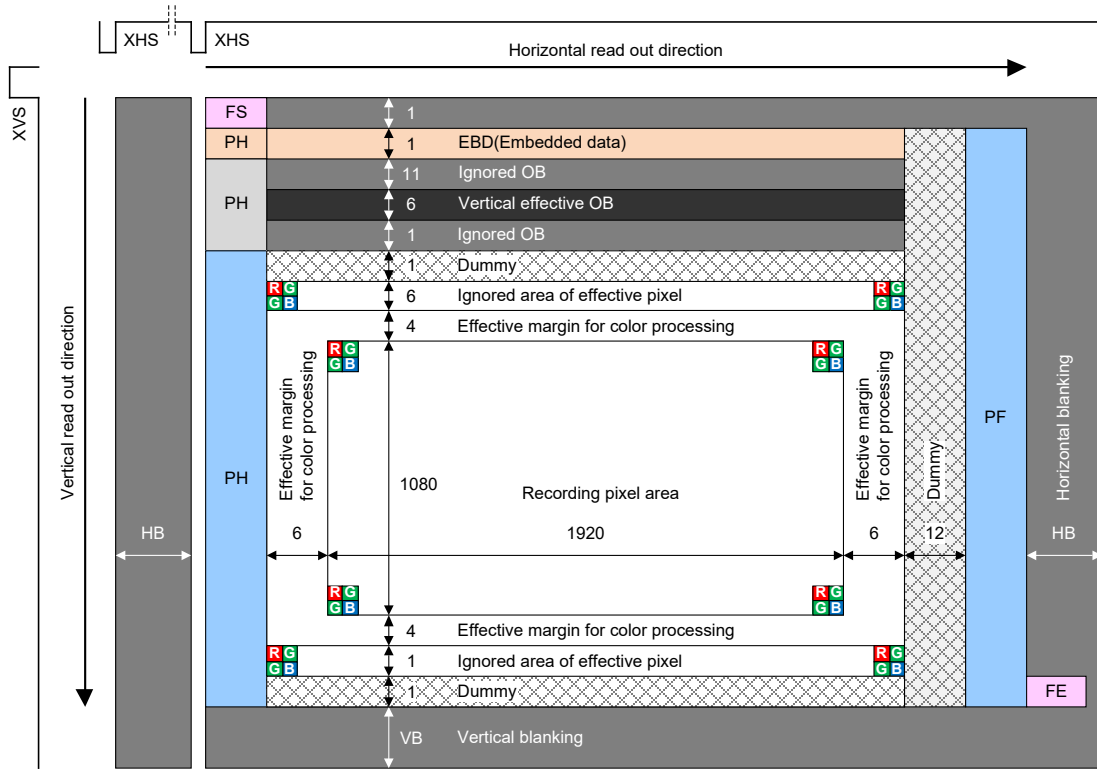 XHS
XHS
Horizontal read out direction
XVS
FS
1
PH
1
EBD(Embedded data)
11
Ignored OB
PH
6
Vertical effective OB
1
Ignored OB
1
Dummy
R G
G B
6
Ignored area of effective pixel
R G
G B
4
Effective margin for color processing
R G
G B
R G
G B
Vertical read out direction
HB
PH
Effective margin
for color processing
6
1080
Recording pixel area
1920
Effective margin
for color processing
6
Dummy
12
PF
Horizontal blanking
HB
R G
G B
R G
G B
4
Effective margin for color processing
R G
G B
1
Ignored area of effective pixel
R G
G B
1
Dummy
FE
VB
Vertical blanking